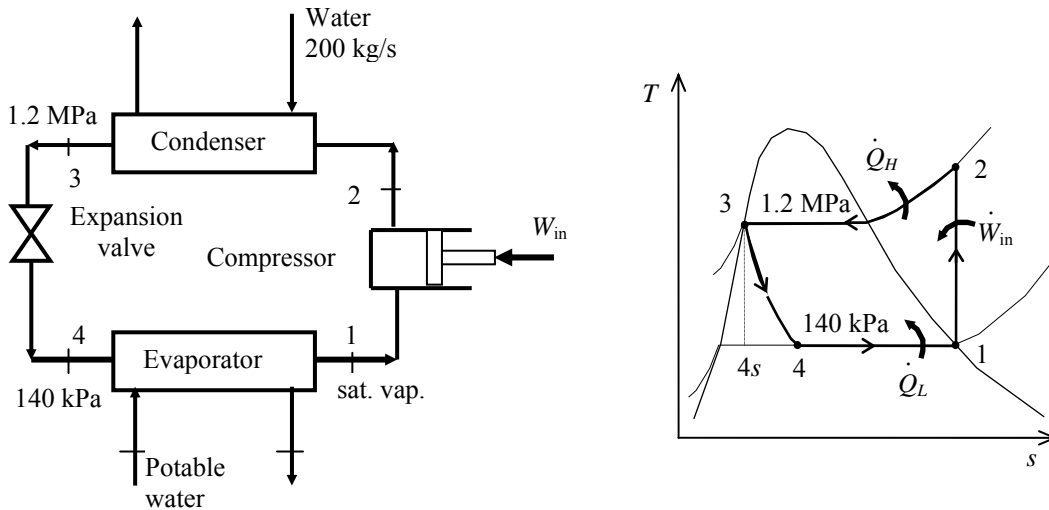 Water
200 kg/s
1.2 MPa
Condenser
3
2
Expansion
valve
Compressor
W_in
4
Evaporator
1
140 kPa
sat. vap.
Potable
water
T
Q̇_H
2
3
1.2 MPa
Ẇ_in
140 kPa
4s
4
1
Q̇_L
s